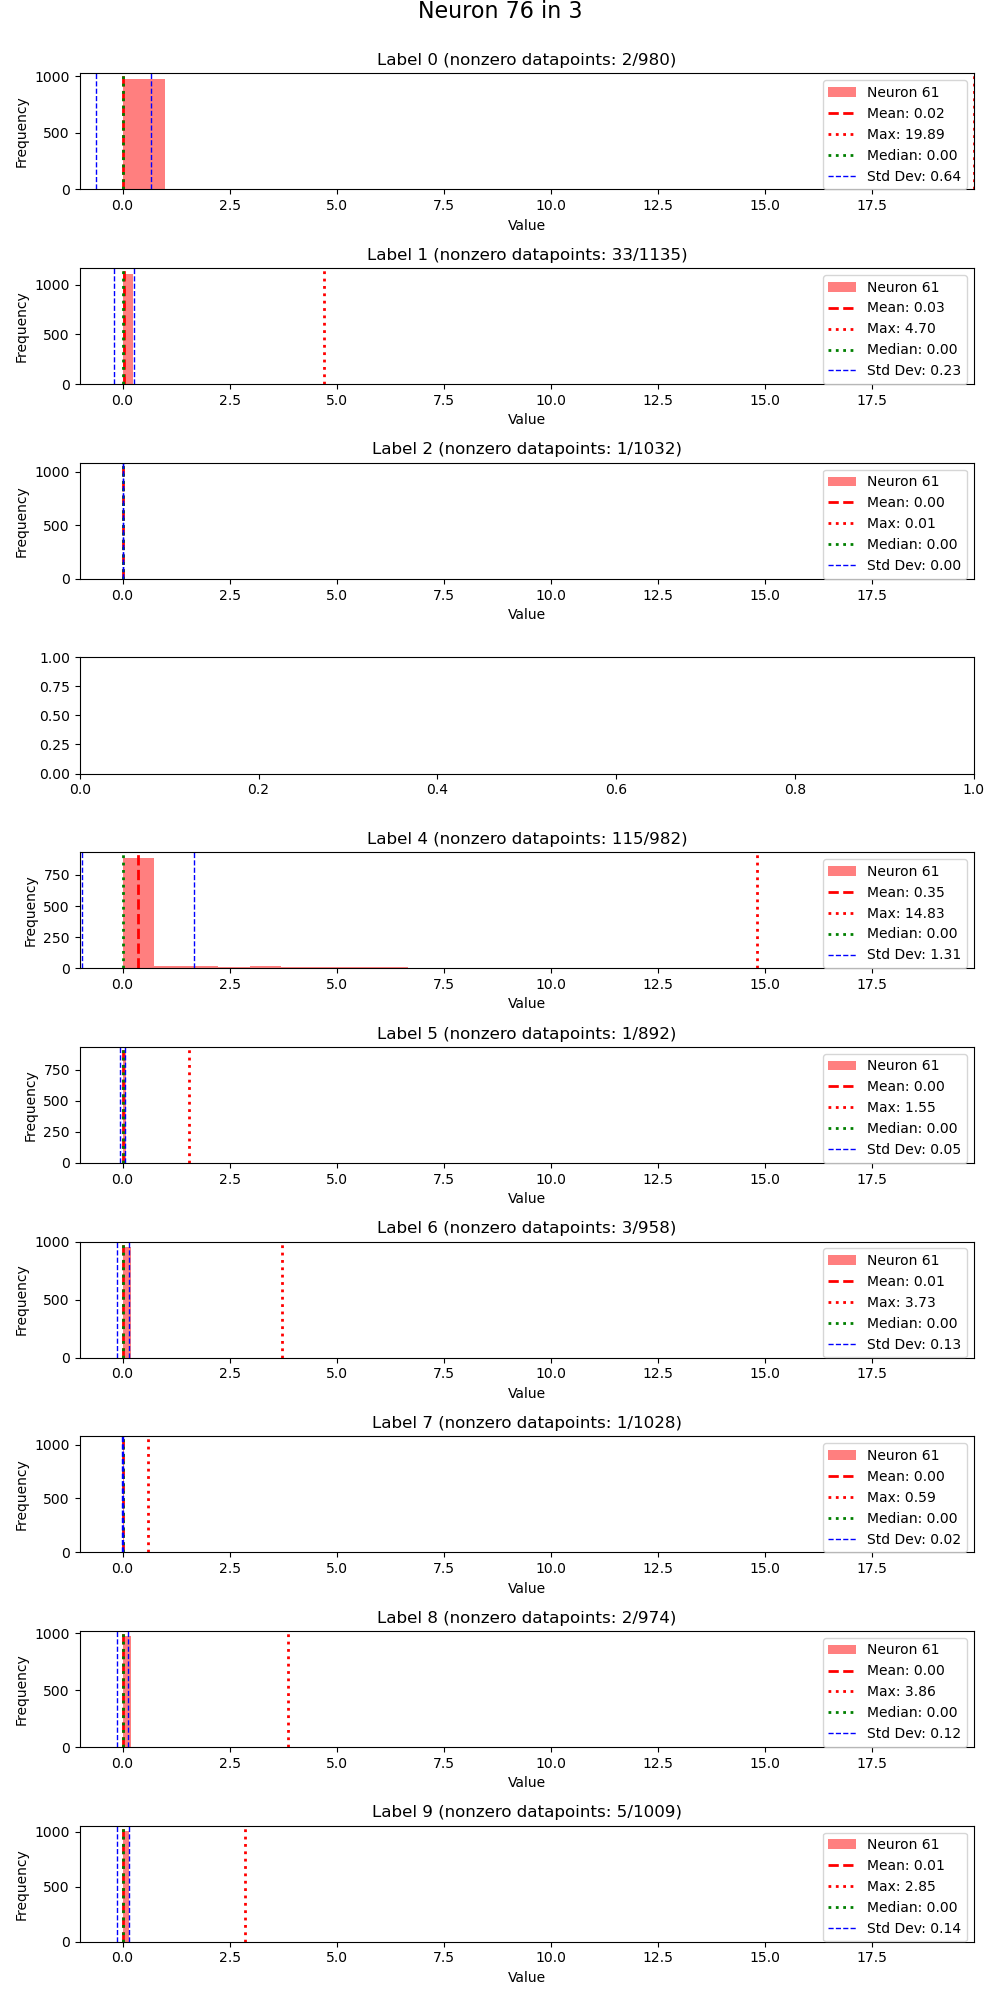 Neuron 76 in 3
Label 0 (nonzero datapoints: 2/980)
Frequency
1000
500
0
0.0 2.5 5.0 7.5 10.0 12.5 15.0 17.5
Value
Neuron 61
Mean: 0.02
Max: 19.89
Median: 0.00
Std Dev: 0.64
Label 1 (nonzero datapoints: 33/1135)
Frequency
1000
500
0
0.0 2.5 5.0 7.5 10.0 12.5 15.0 17.5
Value
Neuron 61
Mean: 0.03
Max: 4.70
Median: 0.00
Std Dev: 0.23
Label 2 (nonzero datapoints: 1/1032)
Frequency
1000
500
0
0.0 2.5 5.0 7.5 10.0 12.5 15.0 17.5
Value
Neuron 61
Mean: 0.00
Max: 0.01
Median: 0.00
Std Dev: 0.00
1.00
0.75
0.50
0.25
0.00
0.0 0.2 0.4 0.6 0.8 1.0
Label 4 (nonzero datapoints: 115/982)
Frequency
750
500
250
0
0.0 2.5 5.0 7.5 10.0 12.5 15.0 17.5
Value
Neuron 61
Mean: 0.35
Max: 14.83
Median: 0.00
Std Dev: 1.31
Label 5 (nonzero datapoints: 1/892)
Frequency
750
500
250
0
0.0 2.5 5.0 7.5 10.0 12.5 15.0 17.5
Value
Neuron 61
Mean: 0.00
Max: 1.55
Median: 0.00
Std Dev: 0.05
Label 6 (nonzero datapoints: 3/958)
Frequency
1000
500
0
0.0 2.5 5.0 7.5 10.0 12.5 15.0 17.5
Value
Neuron 61
Mean: 0.01
Max: 3.73
Median: 0.00
Std Dev: 0.13
Label 7 (nonzero datapoints: 1/1028)
Frequency
1000
500
0
0.0 2.5 5.0 7.5 10.0 12.5 15.0 17.5
Value
Neuron 61
Mean: 0.00
Max: 0.59
Median: 0.00
Std Dev: 0.02
Label 8 (nonzero datapoints: 2/974)
Frequency
1000
500
0
0.0 2.5 5.0 7.5 10.0 12.5 15.0 17.5
Value
Neuron 61
Mean: 0.00
Max: 3.86
Median: 0.00
Std Dev: 0.12
Label 9 (nonzero datapoints: 5/1009)
Frequency
1000
500
0
0.0 2.5 5.0 7.5 10.0 12.5 15.0 17.5
Value
Neuron 61
Mean: 0.01
Max: 2.85
Median: 0.00
Std Dev: 0.14